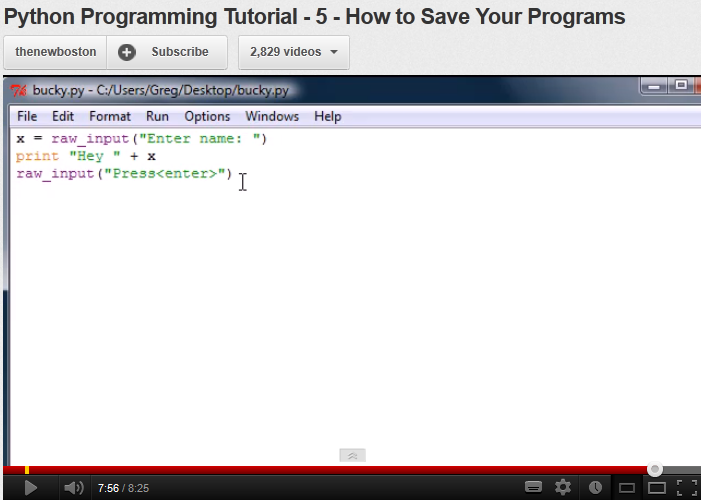 Python Programming Tutorial - 5 - How to Save Your Programs
thenewboston Subscribe 2,829 videos
bucky.py - C:/Users/Greg/Desktop/bucky.py
File Edit Format Run Options Windows Help
x = raw_input("Enter name: ")
print "Hey " + x
raw_input("Press<enter>")
7:56 / 8:25